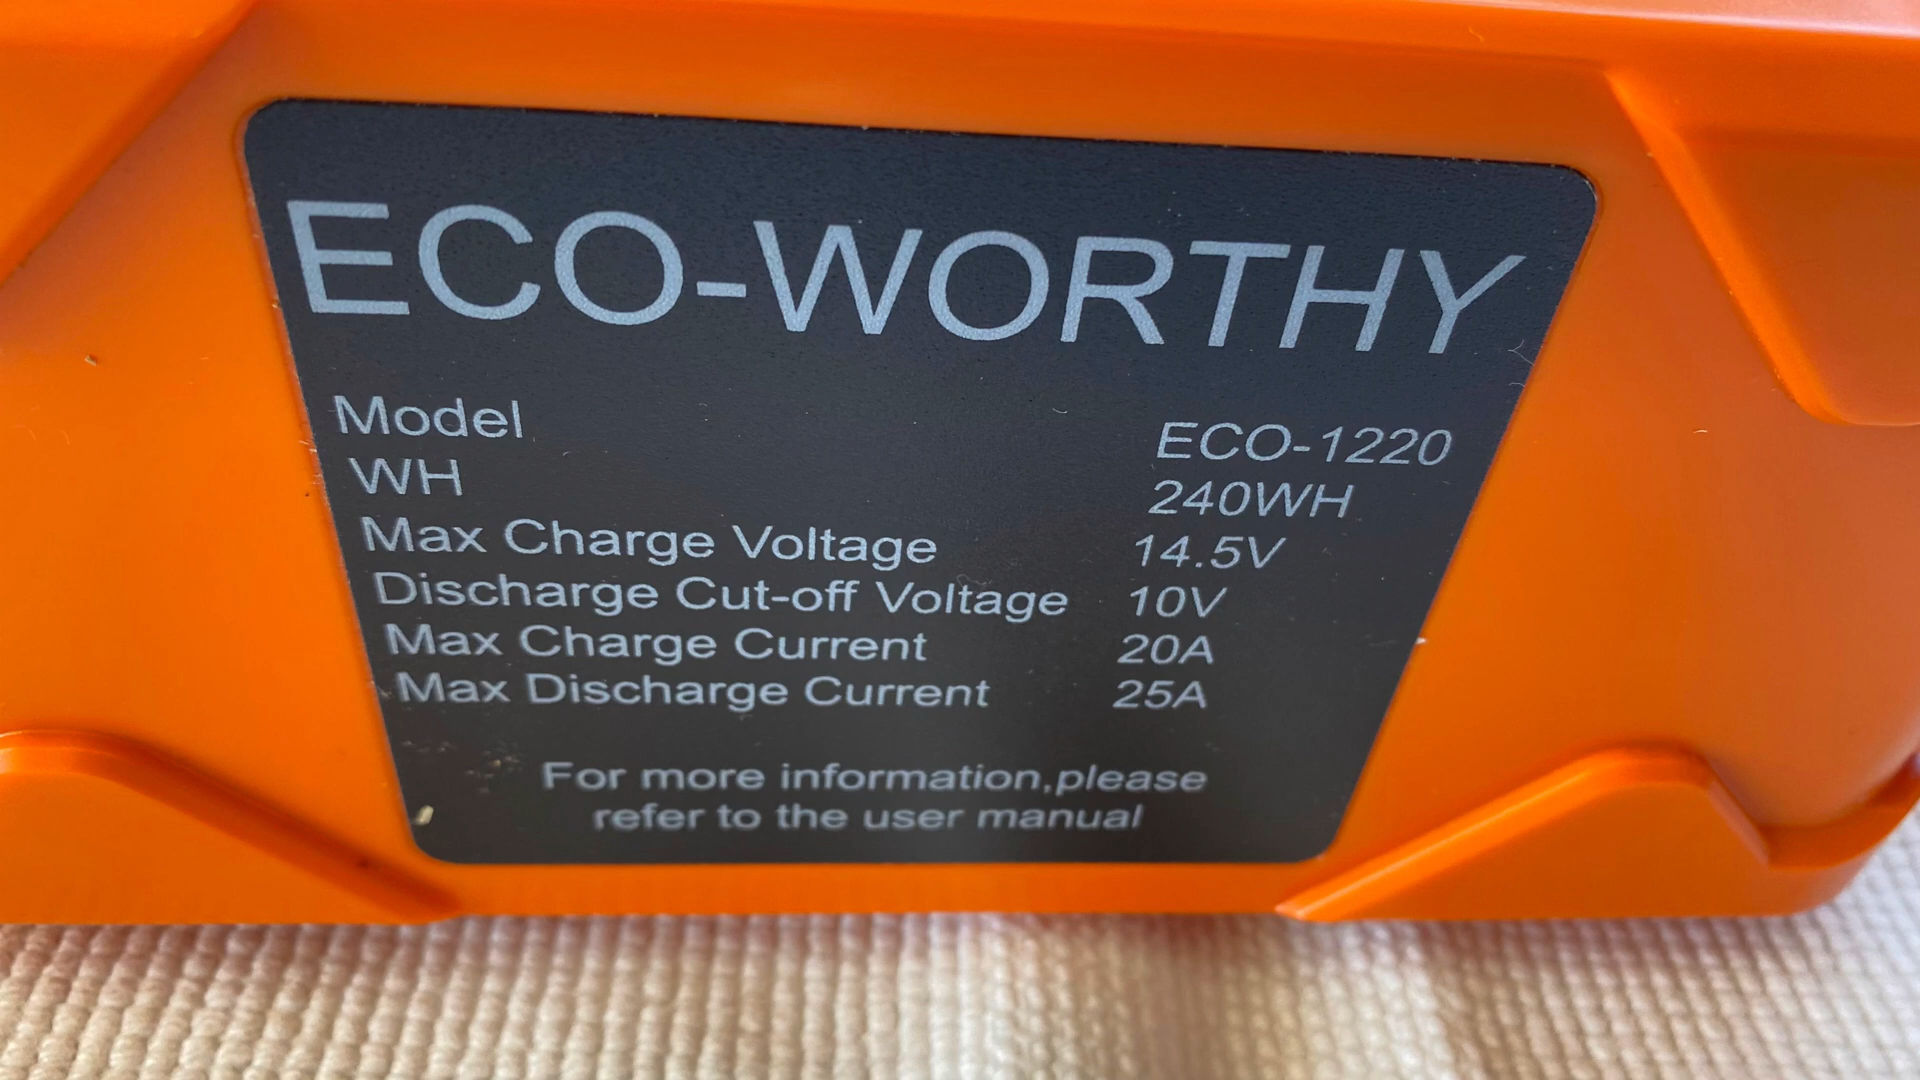 ECO-WORTHY
Model ECO-1220
WH 240WH
Max Charge Voltage 14.5V
Discharge Cut-off Voltage 10V
Max Charge Current 20A
Max Discharge Current 25A
For more information,please
refer to the user manual